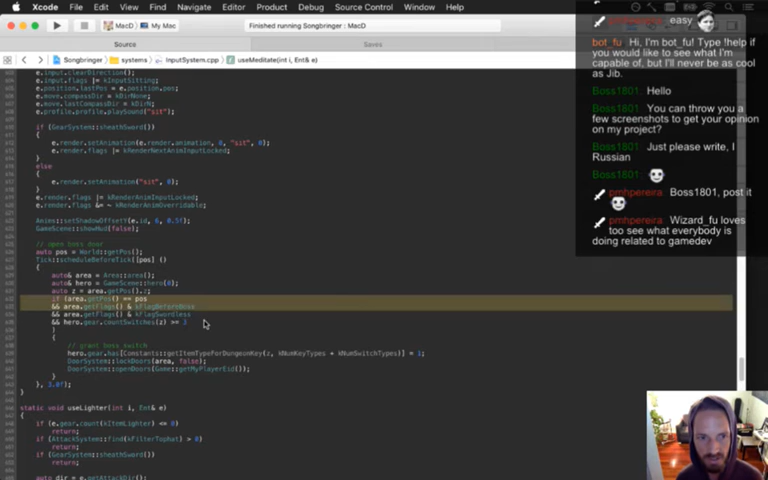 Xcode File Edit View Find Navigate Editor Product Debug Source Control Window Help
MacD My Mac Finished running Songbringer : MacD
Source Saves
Songbringer systems InputSystem.cpp useMeditate(int i, Ent& e)
e.input.clearDirection();
e.input.flags |= kInputSitting;
e.position.lastPos = e.position.pos;
e.move.compassDir = kDirNone;
e.move.lastCompassDir = kDirN;
e.profile.profile.playSound("sit");
if (GearSystem::sheathSword())
{
e.render.setAnimation(e.render.animation, 0, "sit", 0);
e.render.flags |= kRenderNextAnimInputLocked;
}
else
e.render.setAnimation("sit", 0);
e.render.flags |= kRenderAnimInputLocked;
e.render.flags &= ~ kRenderAnimOverridable;
Anims::setShadowOffsetY(e.id, 6, 0.5f);
GameScene::showHud(false);
// open boss door
auto pos = World::getPos();
Tick::scheduleBeforeTick([pos] ()
{
auto& area = Area::area();
auto& hero = GameScene::hero(0);
auto z = area.getPos().z;
if (area.getPos() == pos
&& area.getFlags() & kFlagBeforeBoss
&& area.getFlags() & kFlagSwordless
&& hero.gear.countSwitches(z) >= 3
)
{
// grant boss switch
hero.gear.has[Constants::getItemTypeForDungeonKey(z, kNumKeyTypes + kNumSwitchTypes)] = 1;
DoorSystem::lockDoors(area, false);
DoorSystem::openDoors(Game::getMyPlayerEid());
}
}, 3.0f);
}
static void useLighter(int i, Ent& e)
{
if (e.gear.count(kItemLighter) <= 0)
return;
if (AttackSystem::find(kFilterTophat) > 0)
return;
if (GearSystem::sheathSword())
return;
auto dir = e.getAttackDir();
pmhpereira: easy
bot_fu: Hi, I'm bot_fu! Type !help if
you would like to see what I'm
capable of, but I'll never be as cool
as Jib.
Boss1801: Hello
Boss1801: You can throw you a
few screenshots to get your opinion
on my project?
Boss1801: Just please write, I
Russian
Boss1801:
pmhpereira: Boss1801, post it
pmhpereira: Wizard_fu loves
too see what everybody is
doing related to gamedev